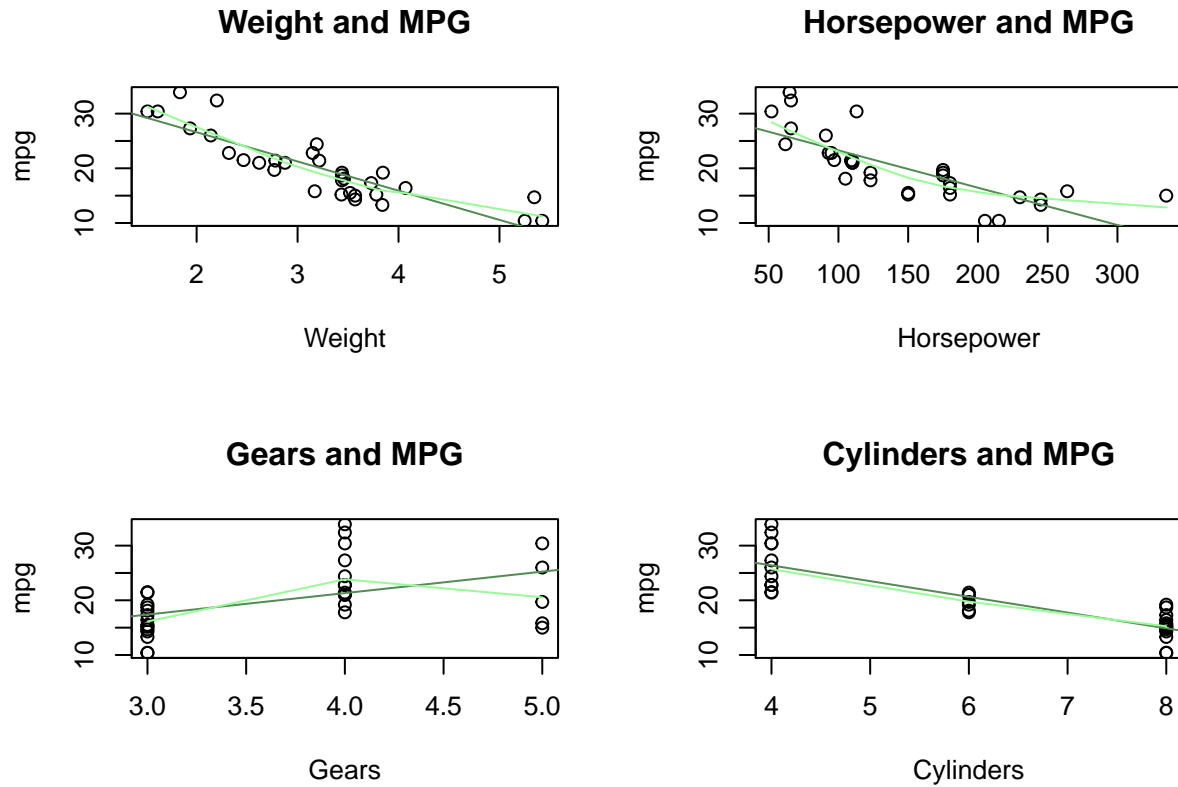 Weight and MPG
mpg
10
20
30
2
3
4
5
Weight
Horsepower and MPG
mpg
10
20
30
50
100
150
200
250
300
Horsepower
Gears and MPG
mpg
10
20
30
3.0
3.5
4.0
4.5
5.0
Gears
Cylinders and MPG
mpg
10
20
30
4
5
6
7
8
Cylinders